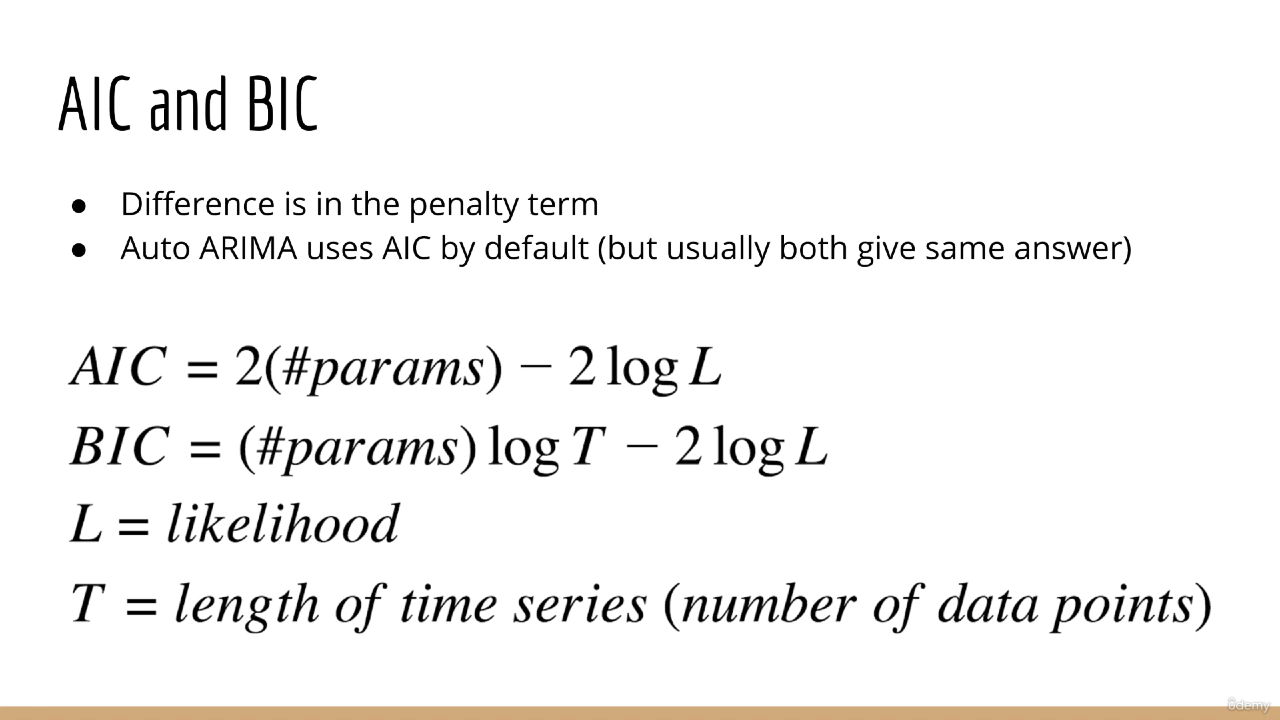 AIC and BIC
● Difference is in the penalty term
● Auto ARIMA uses AIC by default (but usually both give same answer)
AIC = 2(#params) − 2 log L
BIC = (#params) log T − 2 log L
L = likelihood
T = length of time series (number of data points)
ûdemy